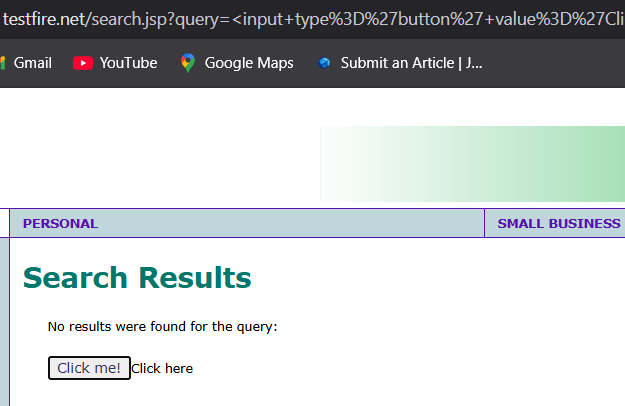 testfire.net/search.jsp?query=<input+type%3D%27button%27+value%3D%27Cli
Gmail YouTube Google Maps Submit an Article | J...
PERSONAL SMALL BUSINESS
Search Results
No results were found for the query:
Click me! Click here